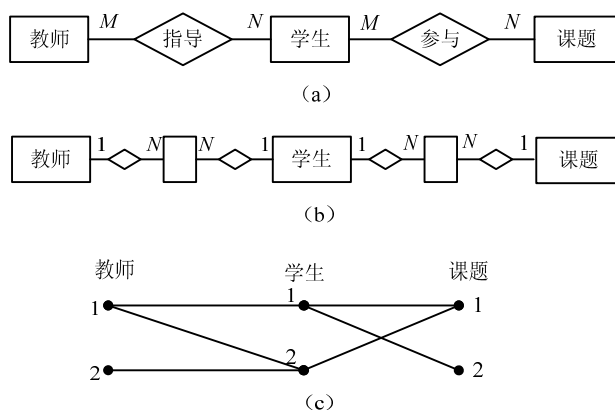 教师 M 指导 N 学生 M 参与 N 课题
（a）
教师 1 N N 1 学生 1 N N 1 课题
（b）
教师 学生 课题
1 1 1
2 2 2
（c）